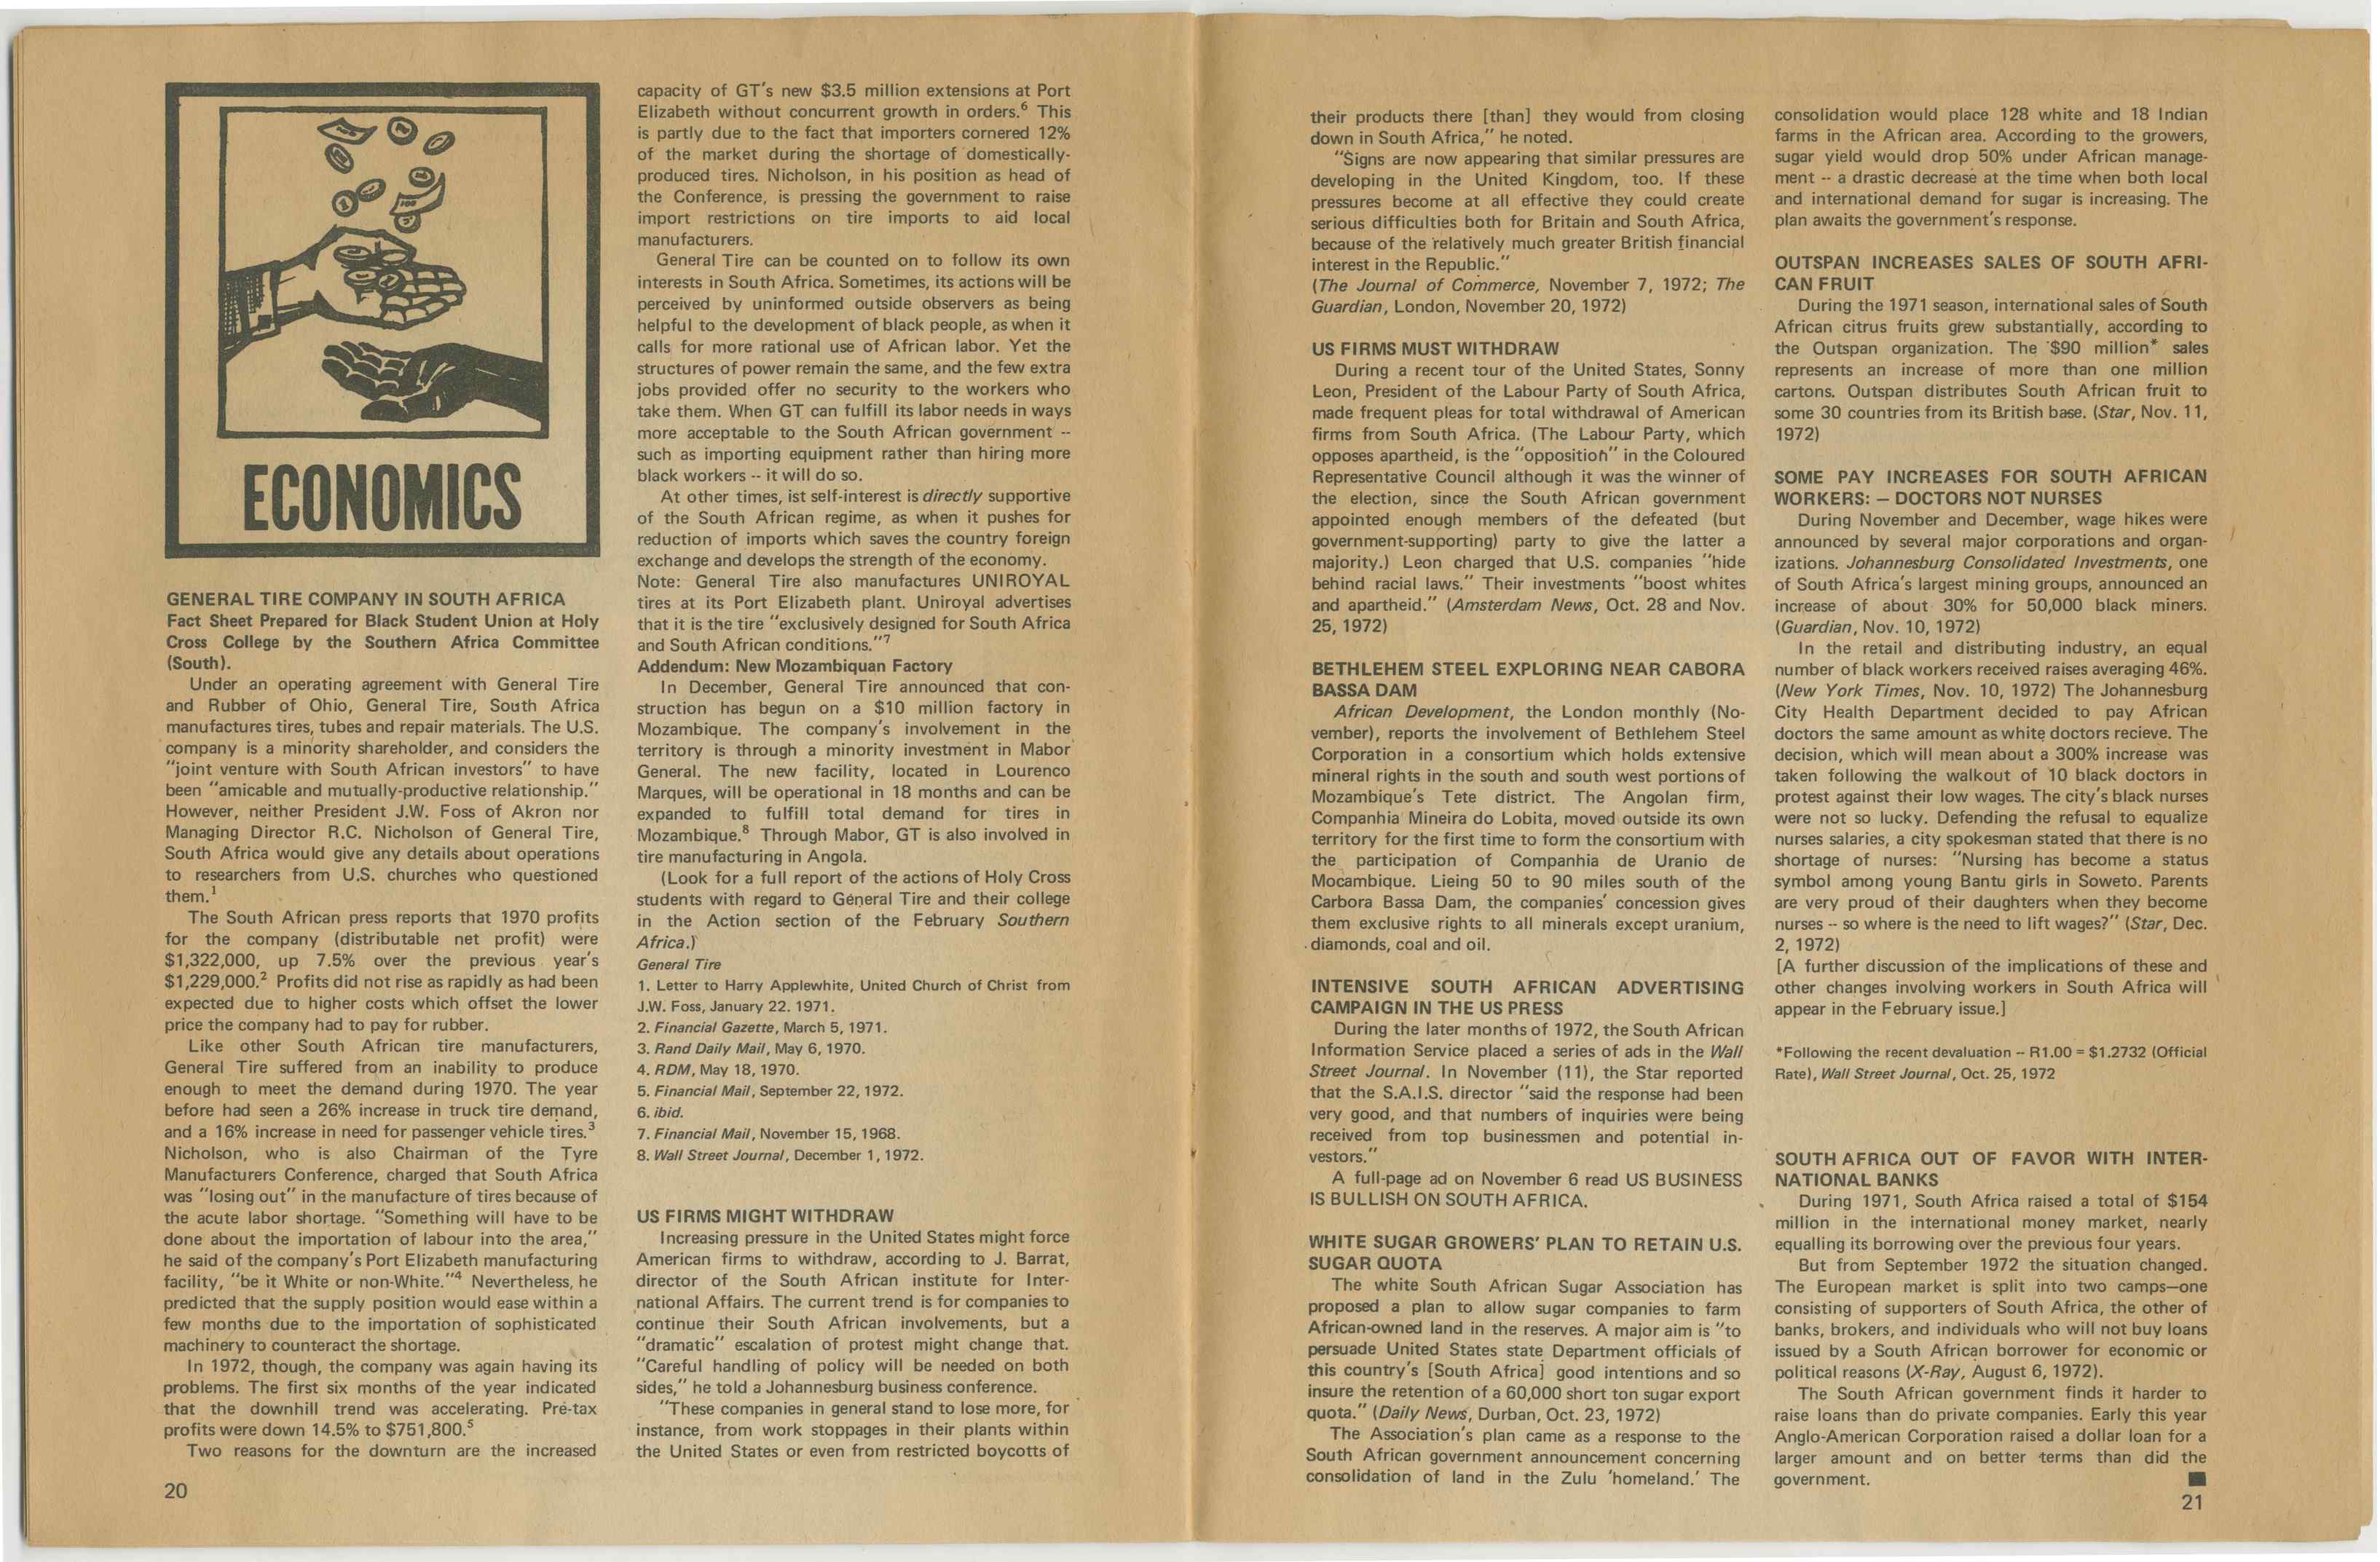 ECONOMICS
GENERAL TIRE COMPANY IN SOUTH AFRICA
Fact Sheet Prepared for Black Student Union at Holy
Cross College by the Southern Africa Committee
(South).
Under an operating agreement with General Tire
and Rubber of Ohio, General Tire, South Africa
manufactures tires, tubes and repair materials. The U.S.
company is a minority shareholder, and considers the
"joint venture with South African investors" to have
been "amicable and mutually-productive relationship."
However, neither President J.W. Foss of Akron nor
Managing Director R.C. Nicholson of General Tire,
South Africa would give any details about operations
to researchers from U.S. churches who questioned
them.1
The South African press reports that 1970 profits
for the company (distributable net profit) were
$1,322,000, up 7.5% over the previous year's
$1,229,000.2 Profits did not rise as rapidly as had been
expected due to higher costs which offset the lower
price the company had to pay for rubber.
Like other South African tire manufacturers,
General Tire suffered from an inability to produce
enough to meet the demand during 1970. The year
before had seen a 26% increase in truck tire demand,
and a 16% increase in need for passenger vehicle tires.3
Nicholson, who is also Chairman of the Tyre
Manufacturers Conference, charged that South Africa
was "losing out" in the manufacture of tires because of
the acute labor shortage. "Something will have to be
done about the importation of labour into the area,"
he said of the company's Port Elizabeth manufacturing
facility, "be it White or non-White."4 Nevertheless, he
predicted that the supply position would ease within a
few months due to the importation of sophisticated
machinery to counteract the shortage.
In 1972, though, the company was again having its
problems. The first six months of the year indicated
that the downhill trend was accelerating. Pre-tax
profits were down 14.5% to $751,800.5
Two reasons for the downturn are the increased
20
capacity of GT's new $3.5 million extensions at Port
Elizabeth without concurrent growth in orders.6 This
is partly due to the fact that importers cornered 12%
of the market during the shortage of domestically-
produced tires. Nicholson, in his position as head of
the Conference, is pressing the government to raise
import restrictions on tire imports to aid local
manufacturers.
General Tire can be counted on to follow its own
interests in South Africa. Sometimes, its actions will be
perceived by uninformed outside observers as being
helpful to the development of black people, as when it
calls for more rational use of African labor. Yet the
structures of power remain the same, and the few extra
jobs provided offer no security to the workers who
take them. When GT can fulfill its labor needs in ways
more acceptable to the South African government --
such as importing equipment rather than hiring more
black workers -- it will do so.
At other times, ist self-interest is directly supportive
of the South African regime, as when it pushes for
reduction of imports which saves the country foreign
exchange and develops the strength of the economy.
Note: General Tire also manufactures UNIROYAL
tires at its Port Elizabeth plant. Uniroyal advertises
that it is the tire "exclusively designed for South Africa
and South African conditions."7
Addendum: New Mozambiquan Factory
In December, General Tire announced that con-
struction has begun on a $10 million factory in
Mozambique. The company's involvement in the
territory is through a minority investment in Mabor
General. The new facility, located in Lourenco
Marques, will be operational in 18 months and can be
expanded to fulfill total demand for tires in
Mozambique.8 Through Mabor, GT is also involved in
tire manufacturing in Angola.
(Look for a full report of the actions of Holy Cross
students with regard to General Tire and their college
in the Action section of the February Southern
Africa.)
General Tire
1. Letter to Harry Applewhite, United Church of Christ from
J.W. Foss, January 22. 1971.
2. Financial Gazette, March 5, 1971.
3. Rand Daily Mail, May 6, 1970.
4. RDM, May 18, 1970.
5. Financial Mail, September 22, 1972.
6. ibid.
7. Financial Mail, November 15, 1968.
8. Wall Street Journal, December 1, 1972.
US FIRMS MIGHT WITHDRAW
Increasing pressure in the United States might force
American firms to withdraw, according to J. Barrat,
director of the South African institute for Inter-
national Affairs. The current trend is for companies to
continue their South African involvements, but a
"dramatic" escalation of protest might change that.
"Careful handling of policy will be needed on both
sides," he told a Johannesburg business conference.
"These companies in general stand to lose more, for
instance, from work stoppages in their plants within
the United States or even from restricted boycotts of
their products there [than] they would from closing
down in South Africa," he noted.
"Signs are now appearing that similar pressures are
developing in the United Kingdom, too. If these
pressures become at all effective they could create
serious difficulties both for Britain and South Africa,
because of the relatively much greater British financial
interest in the Republic."
(The Journal of Commerce, November 7, 1972; The
Guardian, London, November 20, 1972)
US FIRMS MUST WITHDRAW
During a recent tour of the United States, Sonny
Leon, President of the Labour Party of South Africa,
made frequent pleas for total withdrawal of American
firms from South Africa. (The Labour Party, which
opposes apartheid, is the "opposition" in the Coloured
Representative Council although it was the winner of
the election, since the South African government
appointed enough members of the defeated (but
government-supporting) party to give the latter a
majority.) Leon charged that U.S. companies "hide
behind racial laws." Their investments "boost whites
and apartheid." (Amsterdam News, Oct. 28 and Nov.
25, 1972)
BETHLEHEM STEEL EXPLORING NEAR CABORA
BASSA DAM
African Development, the London monthly (No-
vember), reports the involvement of Bethlehem Steel
Corporation in a consortium which holds extensive
mineral rights in the south and south west portions of
Mozambique's Tete district. The Angolan firm,
Companhia Mineira do Lobita, moved outside its own
territory for the first time to form the consortium with
the participation of Companhia de Uranio de
Mocambique. Lieing 50 to 90 miles south of the
Carbora Bassa Dam, the companies' concession gives
them exclusive rights to all minerals except uranium,
diamonds, coal and oil.
INTENSIVE SOUTH AFRICAN ADVERTISING
CAMPAIGN IN THE US PRESS
During the later months of 1972, the South African
Information Service placed a series of ads in the Wall
Street Journal. In November (11), the Star reported
that the S.A.I.S. director "said the response had been
very good, and that numbers of inquiries were being
received from top businessmen and potential in-
vestors."
A full-page ad on November 6 read US BUSINESS
IS BULLISH ON SOUTH AFRICA.
WHITE SUGAR GROWERS' PLAN TO RETAIN U.S.
SUGAR QUOTA
The white South African Sugar Association has
proposed a plan to allow sugar companies to farm
African-owned land in the reserves. A major aim is "to
persuade United States state Department officials of
this country's [South Africa] good intentions and so
insure the retention of a 60,000 short ton sugar export
quota." (Daily News, Durban, Oct. 23, 1972)
The Association's plan came as a response to the
South African government announcement concerning
consolidation of land in the Zulu 'homeland.' The
consolidation would place 128 white and 18 Indian
farms in the African area. According to the growers,
sugar yield would drop 50% under African manage-
ment -- a drastic decrease at the time when both local
and international demand for sugar is increasing. The
plan awaits the government's response.
OUTSPAN INCREASES SALES OF SOUTH AFRI-
CAN FRUIT
During the 1971 season, international sales of South
African citrus fruits grew substantially, according to
the Outspan organization. The $90 million* sales
represents an increase of more than one million
cartons. Outspan distributes South African fruit to
some 30 countries from its British base. (Star, Nov. 11,
1972)
SOME PAY INCREASES FOR SOUTH AFRICAN
WORKERS: — DOCTORS NOT NURSES
During November and December, wage hikes were
announced by several major corporations and organ-
izations. Johannesburg Consolidated Investments, one
of South Africa's largest mining groups, announced an
increase of about 30% for 50,000 black miners.
(Guardian, Nov. 10, 1972)
In the retail and distributing industry, an equal
number of black workers received raises averaging 46%.
(New York Times, Nov. 10, 1972) The Johannesburg
City Health Department decided to pay African
doctors the same amount as white doctors recieve. The
decision, which will mean about a 300% increase was
taken following the walkout of 10 black doctors in
protest against their low wages. The city's black nurses
were not so lucky. Defending the refusal to equalize
nurses salaries, a city spokesman stated that there is no
shortage of nurses: "Nursing has become a status
symbol among young Bantu girls in Soweto. Parents
are very proud of their daughters when they become
nurses -- so where is the need to lift wages?" (Star, Dec.
2, 1972)
[A further discussion of the implications of these and
other changes involving workers in South Africa will
appear in the February issue.]
*Following the recent devaluation -- R1.00 = $1.2732 (Official
Rate), Wall Street Journal, Oct. 25, 1972
SOUTH AFRICA OUT OF FAVOR WITH INTER-
NATIONAL BANKS
During 1971, South Africa raised a total of $154
million in the international money market, nearly
equalling its borrowing over the previous four years.
But from September 1972 the situation changed.
The European market is split into two camps—one
consisting of supporters of South Africa, the other of
banks, brokers, and individuals who will not buy loans
issued by a South African borrower for economic or
political reasons (X-Ray, August 6, 1972).
The South African government finds it harder to
raise loans than do private companies. Early this year
Anglo-American Corporation raised a dollar loan for a
larger amount and on better terms than did the
government.
21